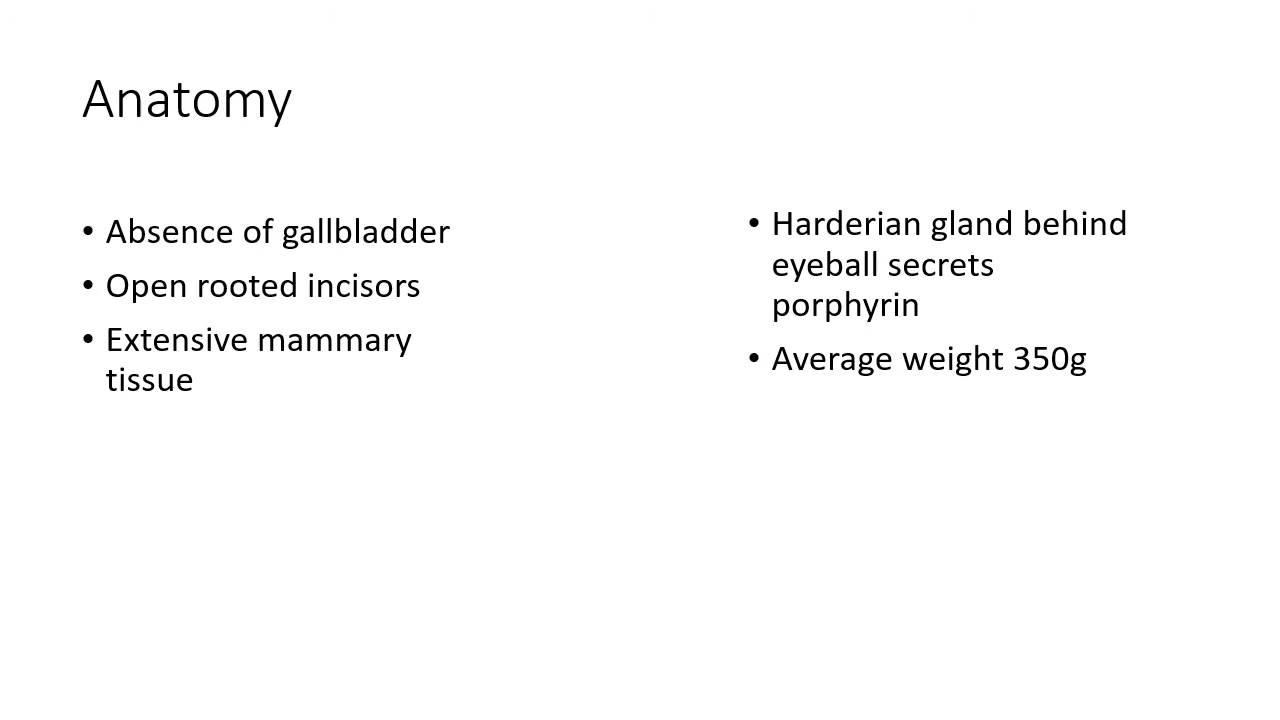 Anatomy
• Absence of gallbladder
• Open rooted incisors
• Extensive mammary
tissue
• Harderian gland behind
eyeball secrets
porphyrin
• Average weight 350g